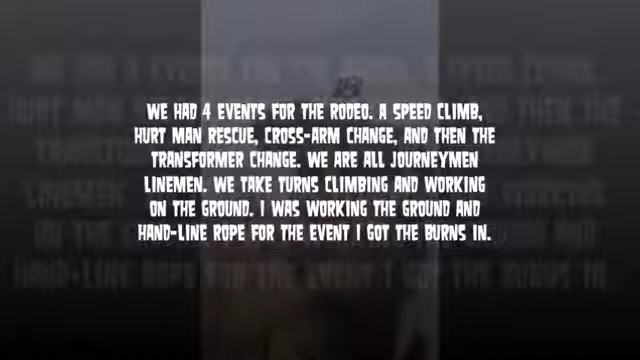 WE HAD 4 EVENTS FOR THE RODEO. A SPEED CLIMB,
HURT MAN RESCUE, CROSS-ARM CHANGE, AND THEN THE
TRANSFORMER CHANGE. WE ARE ALL JOURNEYMEN
LINEMEN. WE TAKE TURNS CLIMBING AND WORKING
ON THE GROUND. I WAS WORKING THE GROUND AND
HAND-LINE ROPE FOR THE EVENT I GOT THE BURNS IN.